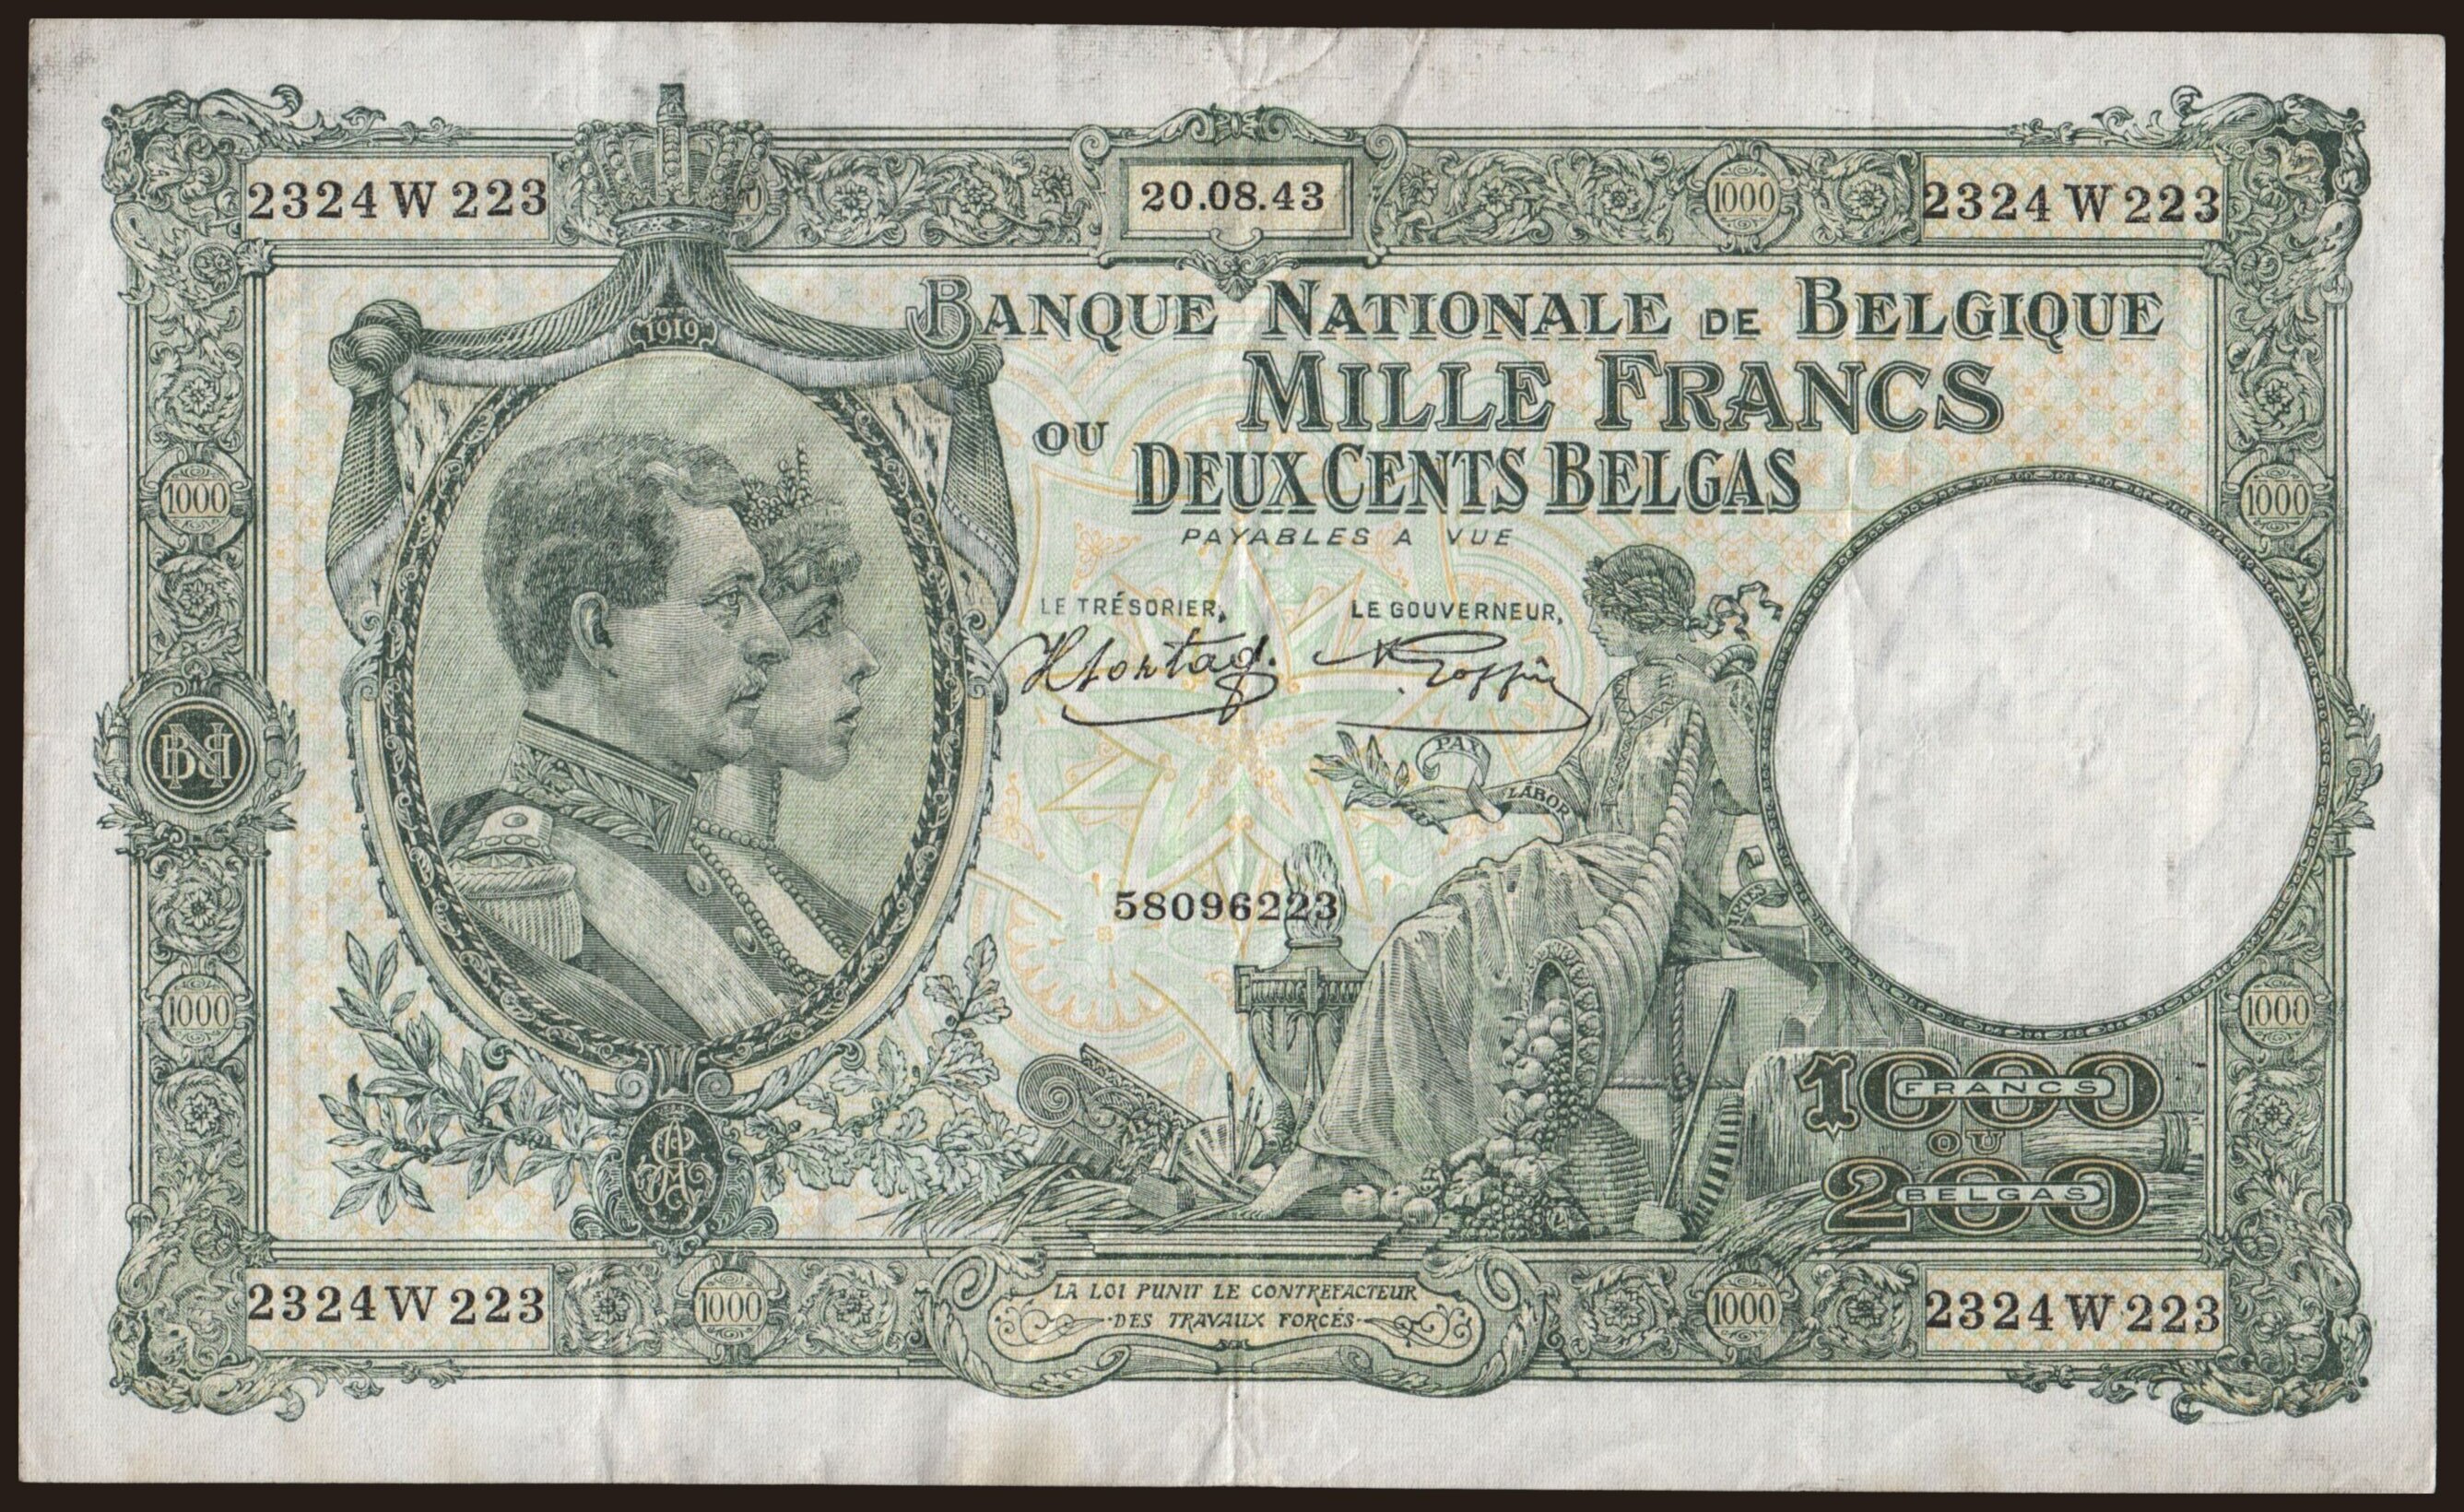 2324 W 223
20.08.43
1000
2324 W 223
1919
BANQUE NATIONALE DE BELGIQUE
MILLE FRANCS
OU
DEUX CENTS BELGAS
PAYABLES A VUE
1000
1000
LE TRÉSORIER,
LE GOUVERNEUR,
BNB
PAX
LABOR
ARTES
58096223
1000
1000
1000
FRANCS
OU
200
BELGAS
2324 W 223
1000
LA LOI PUNIT LE CONTREFACTEUR
DES TRAVAUX FORCÉS
1000
2324 W 223